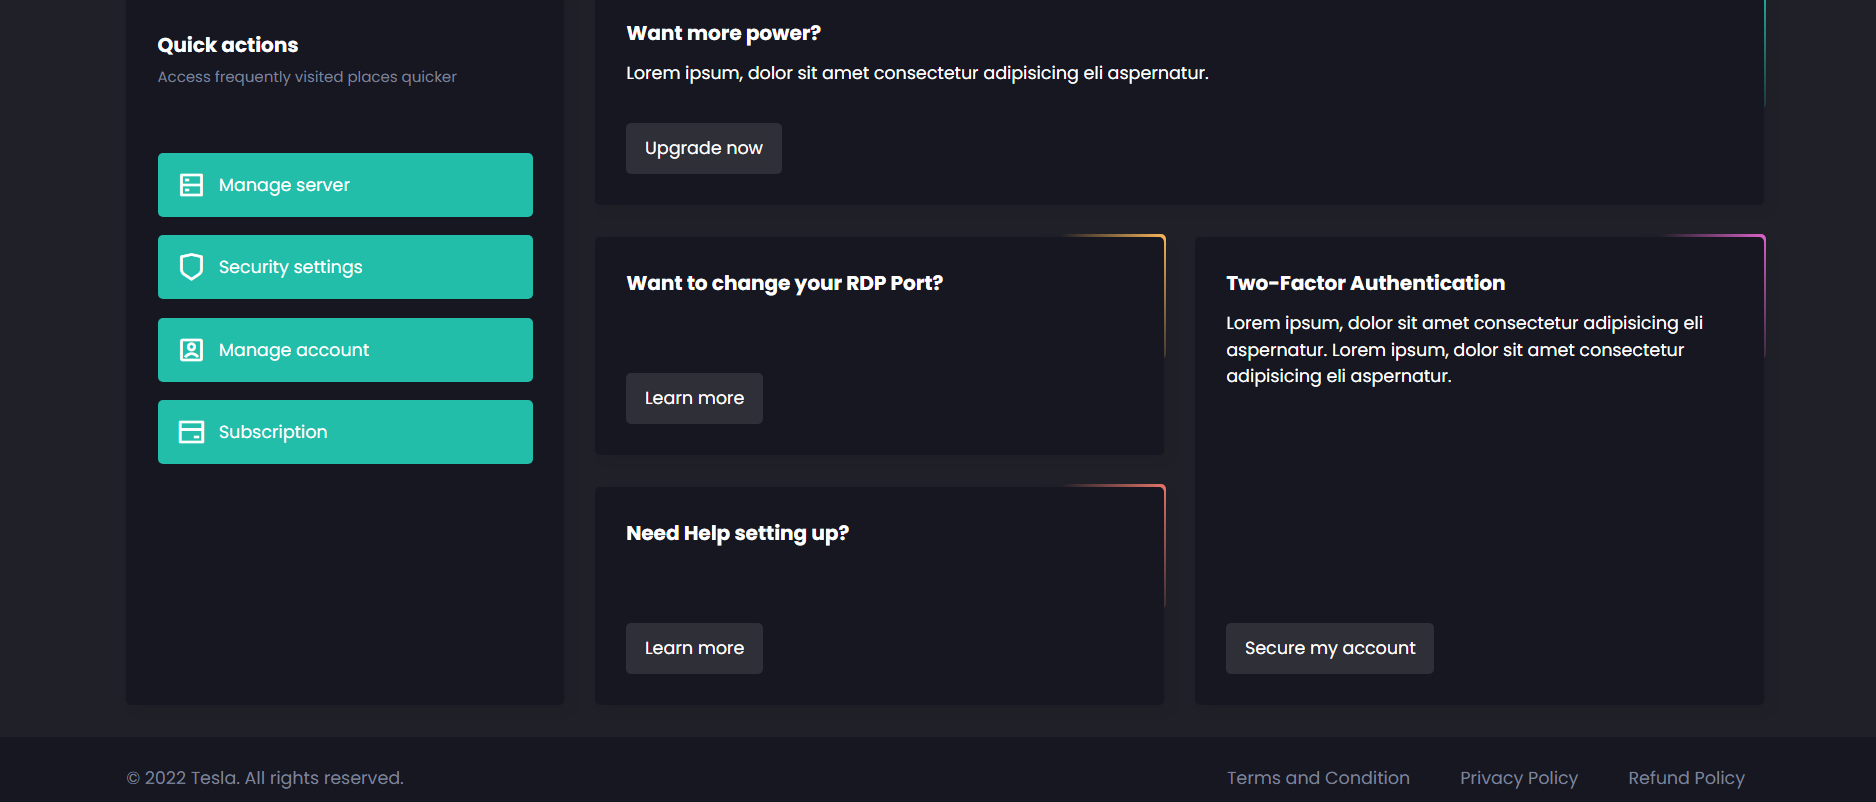 Quick actions
Access frequently visited places quicker
Manage server
Security settings
Manage account
Subscription
Want more power?
Lorem ipsum, dolor sit amet consectetur adipisicing eli aspernatur.
Upgrade now
Want to change your RDP Port?
Learn more
Need Help setting up?
Learn more
Two-Factor Authentication
Lorem ipsum, dolor sit amet consectetur adipisicing eli
aspernatur. Lorem ipsum, dolor sit amet consectetur
adipisicing eli aspernatur.
Secure my account
© 2022 Tesla. All rights reserved.
Terms and Condition
Privacy Policy
Refund Policy